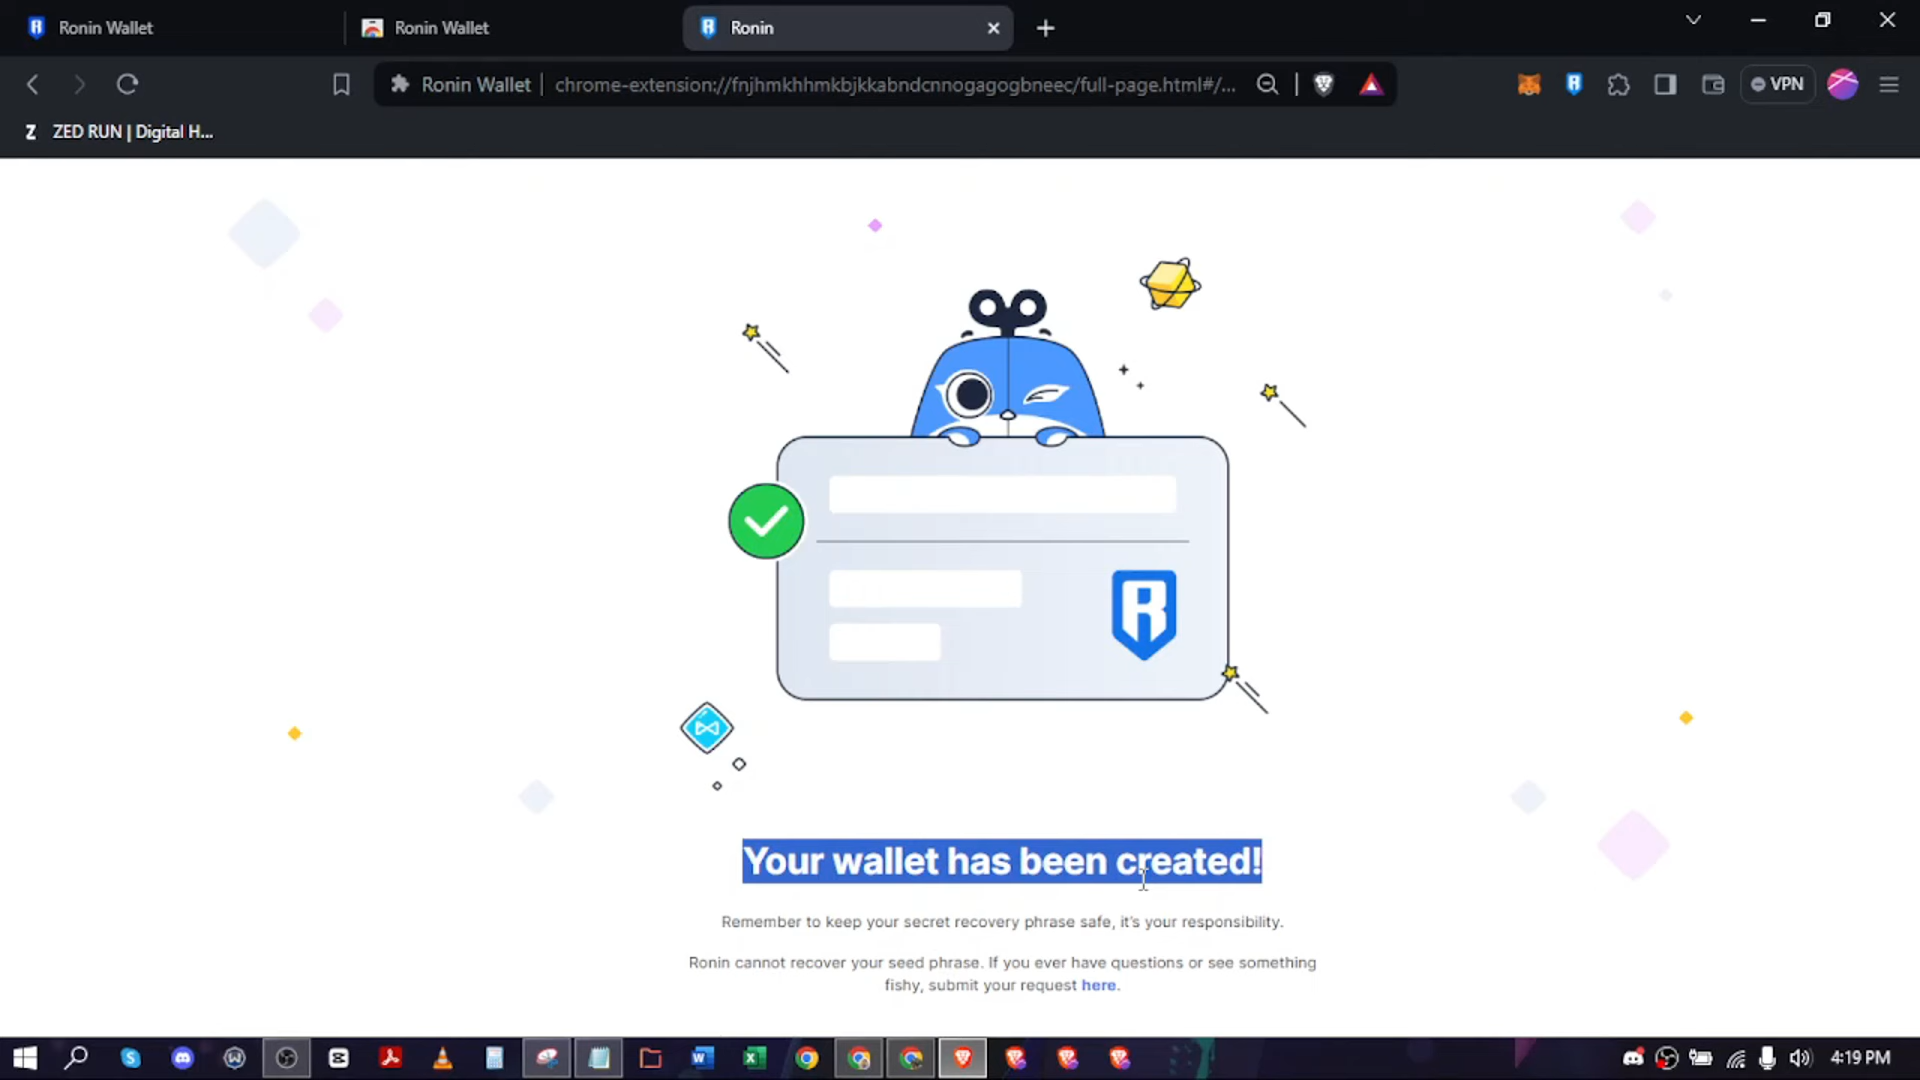 Ronin Wallet
Ronin Wallet
Ronin
Ronin Wallet
chrome-extension://fnjhmkhhmkbjkkabndcnnogagogbneec/full-page.html#/...
VPN
Z ZED RUN | Digital H...
Your wallet has been created!
Remember to keep your secret recovery phrase safe, it's your responsibility.
Ronin cannot recover your seed phrase. If you ever have questions or see something
fishy, submit your request here.
4:19 PM